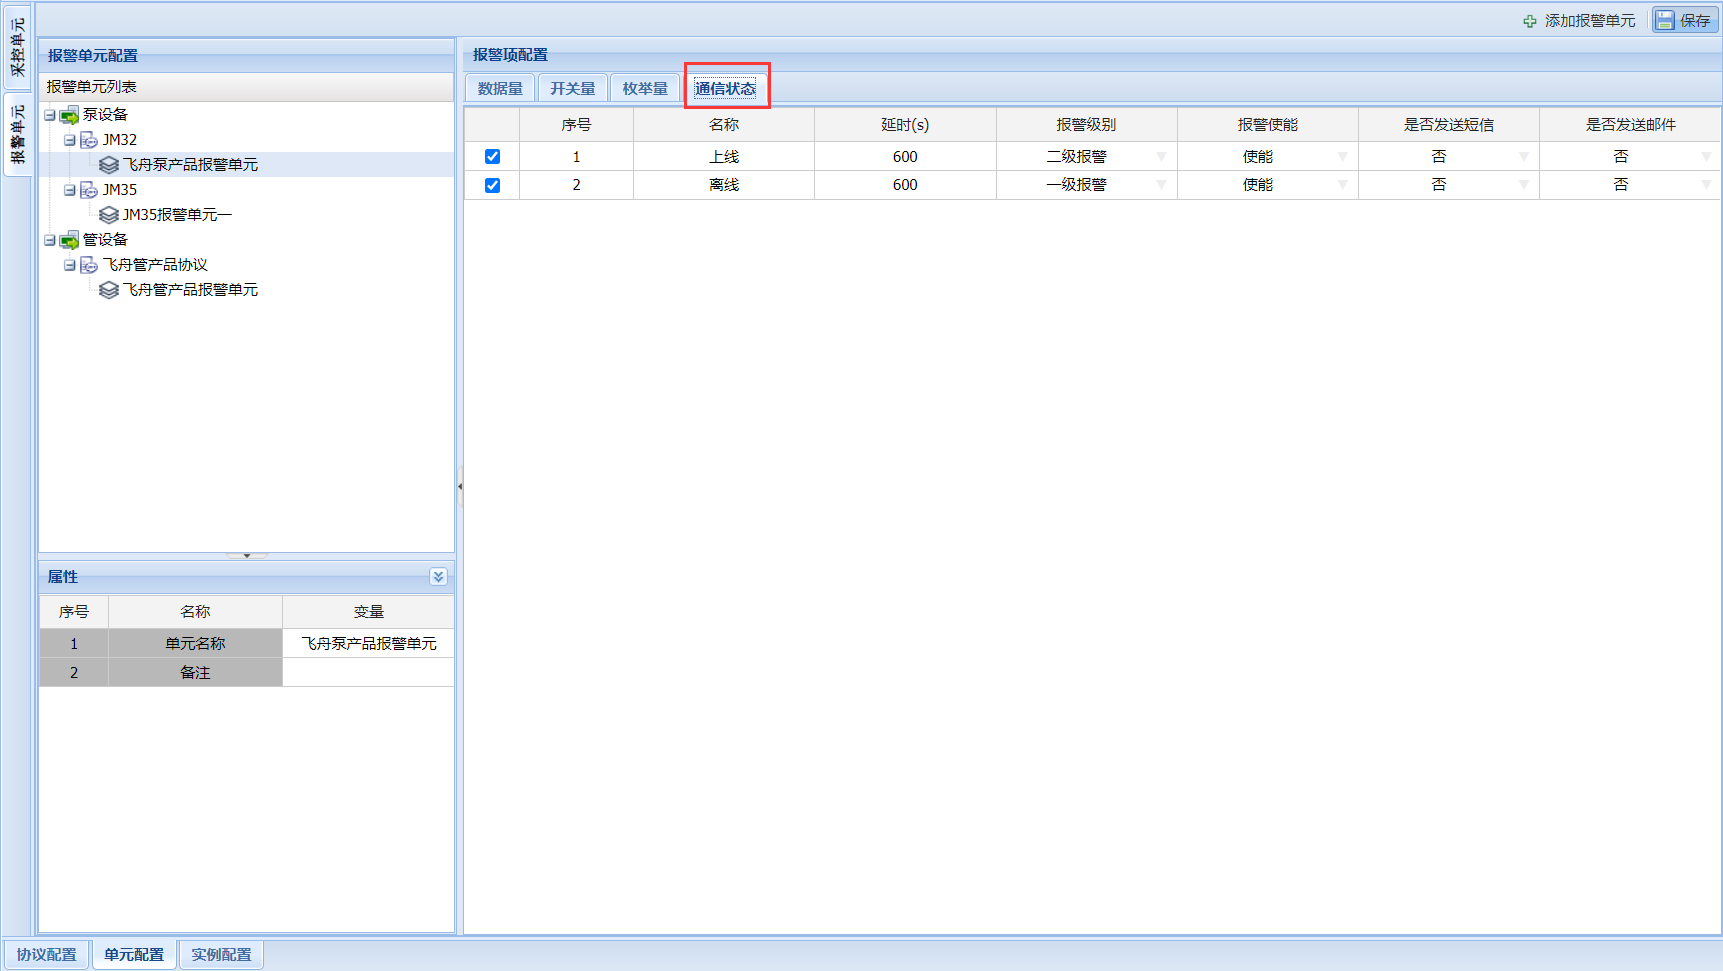 添加报警单元 保存
采控单元
报警单元
报警单元配置
报警单元列表
泵设备
JM32
飞舟泵产品报警单元
JM35
JM35报警单元一
管设备
飞舟管产品协议
飞舟管产品报警单元
属性
序号 名称 变量
1 单元名称 飞舟泵产品报警单元
2 备注
报警项配置
数据量 开关量 枚举量 通信状态
序号 名称 延时(s) 报警级别 报警使能 是否发送短信 是否发送邮件
1 上线 600 二级报警 使能 否 否
2 离线 600 一级报警 使能 否 否
协议配置 单元配置 实例配置